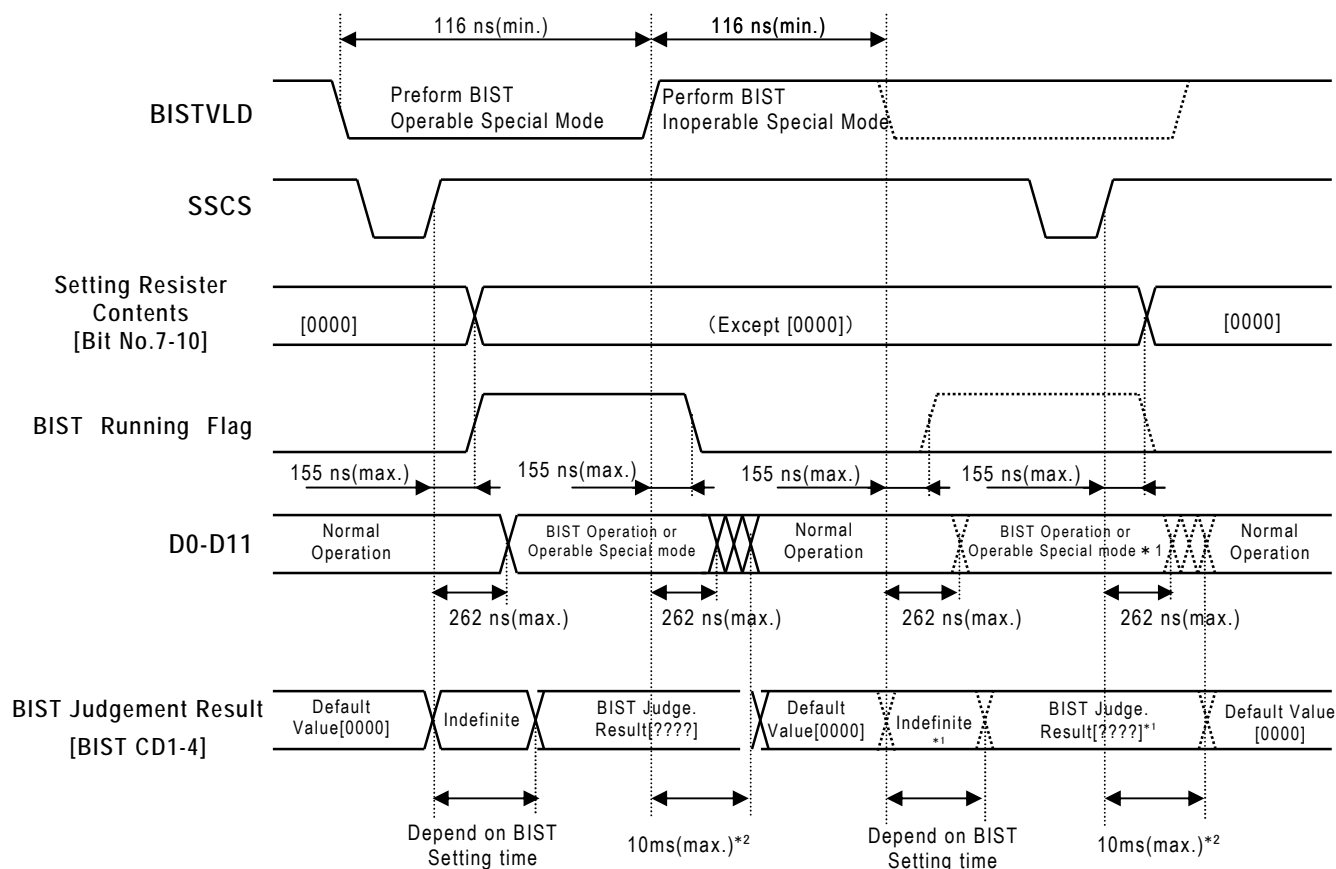 116 ns(min.) 116 ns(min.)
BISTVLD
Preform BIST
Operable Special Mode
Perform BIST
Inoperable Special Mode
SSCS
Setting Resister
Contents
[Bit No.7-10]
[0000] (Except [0000]) [0000]
BIST Running Flag
155 ns(max.) 155 ns(max.) 155 ns(max.) 155 ns(max.)
D0-D11
Normal
Operation
BIST Operation or
Operable Special mode
Normal
Operation
BIST Operation or
Operable Special mode *1
Normal
Operation
262 ns(max.) 262 ns(max.) 262 ns(max.) 262 ns(max.)
BIST Judgement Result
[BIST CD1-4]
Default
Value[0000]
Indefinite
BIST Judge.
Result[????]
Default
Value[0000]
Indefinite
*1
BIST Judge.
Result[????]*1
Default Value
[0000]
Depend on BIST
Setting time
10ms(max.)*2
Depend on BIST
Setting time
10ms(max.)*2